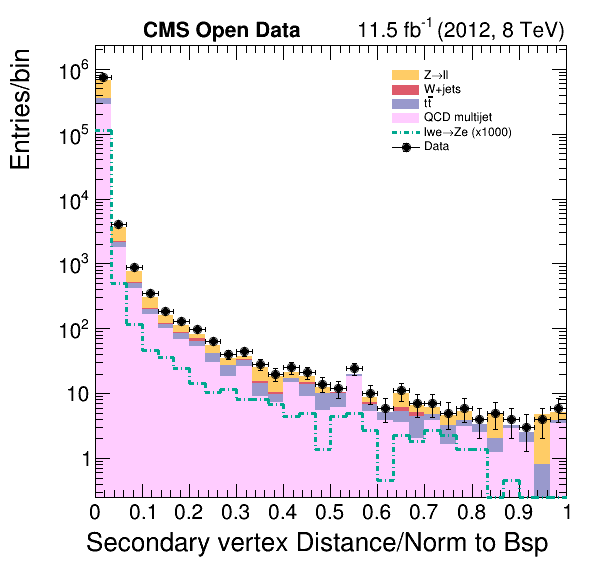 CMS Open Data
11.5 fb⁻¹ (2012, 8 TeV)
Entries/bin
10⁶
10⁵
10⁴
10³
10²
10
1
Z→ll
W+jets
tt̅
QCD multijet
lwe→Ze (x1000)
Data
0 0.1 0.2 0.3 0.4 0.5 0.6 0.7 0.8 0.9 1
Secondary vertex Distance/Norm to Bsp